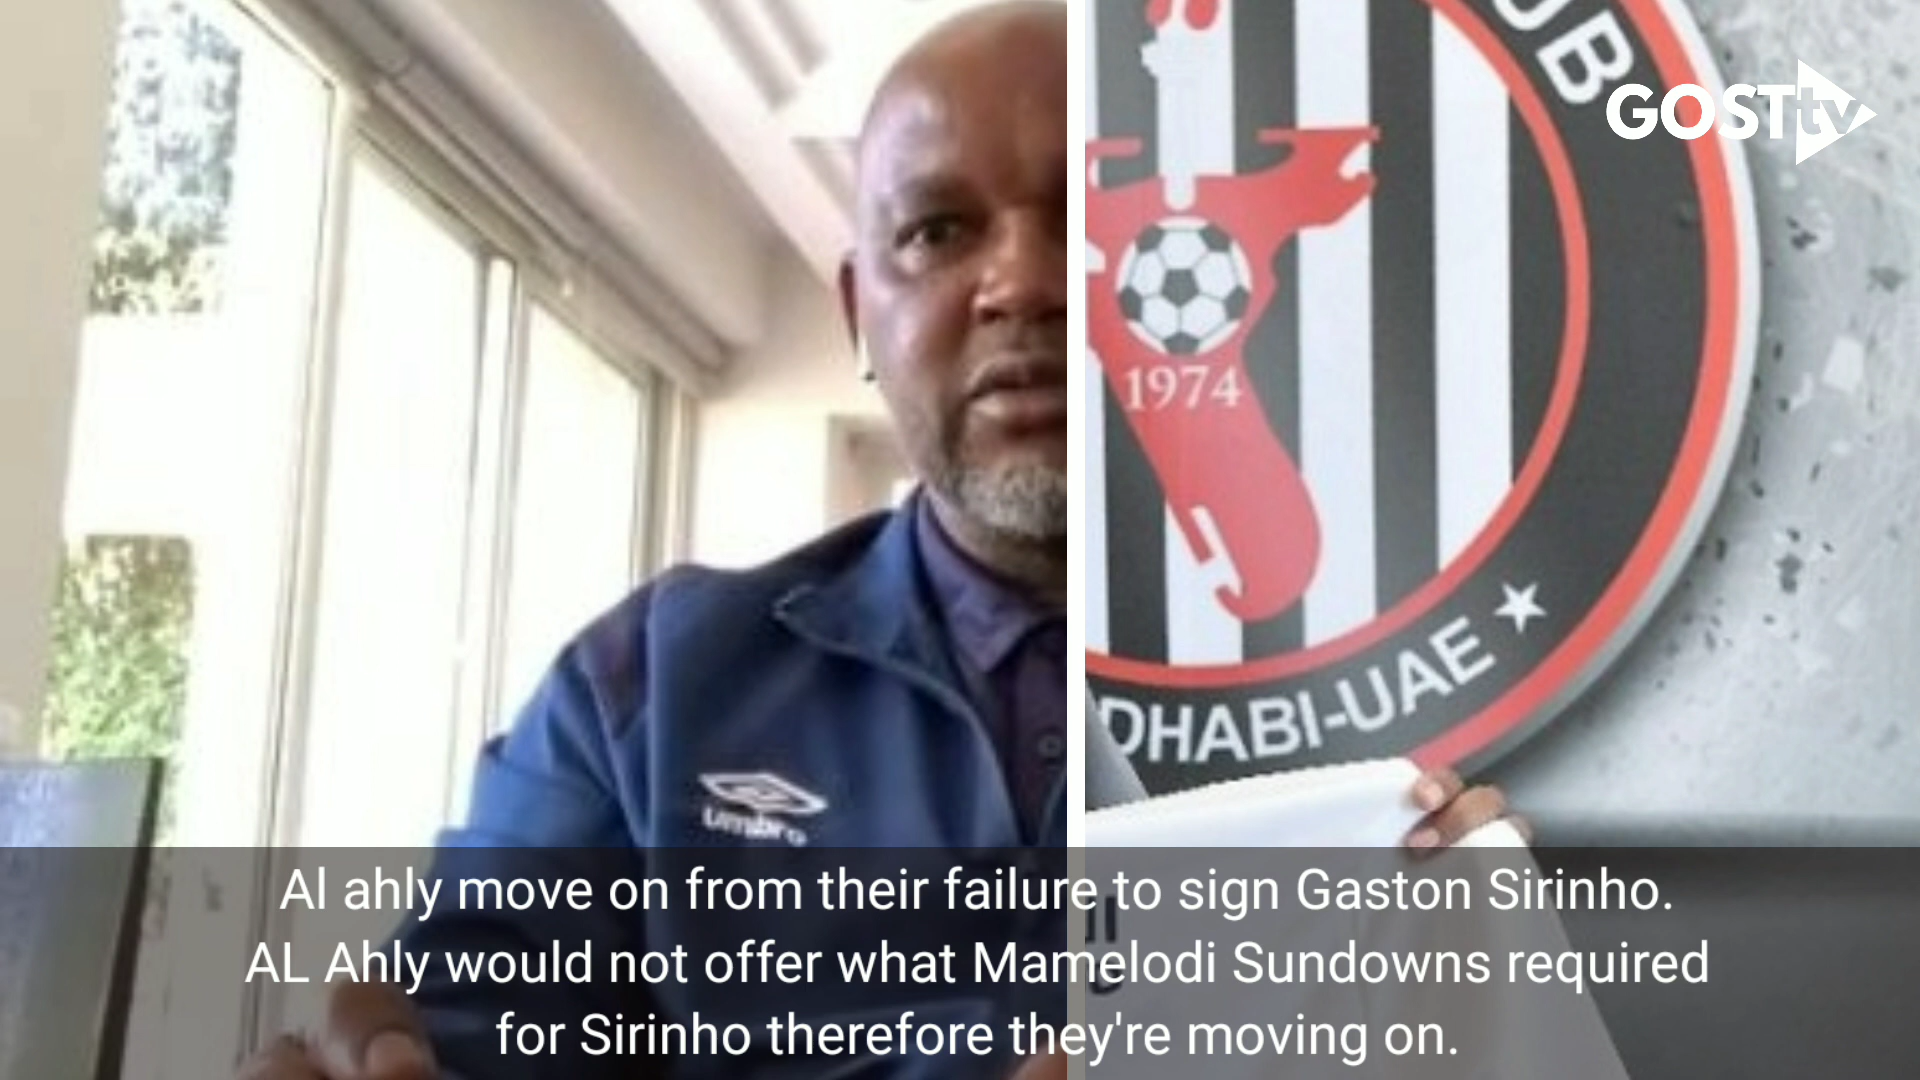 UB
GOSTtv
1974
DHABI-UAE
umbro
Al ahly move on from their failure to sign Gaston Sirinho.
AL Ahly would not offer what Mamelodi Sundowns required
for Sirinho therefore they're moving on.